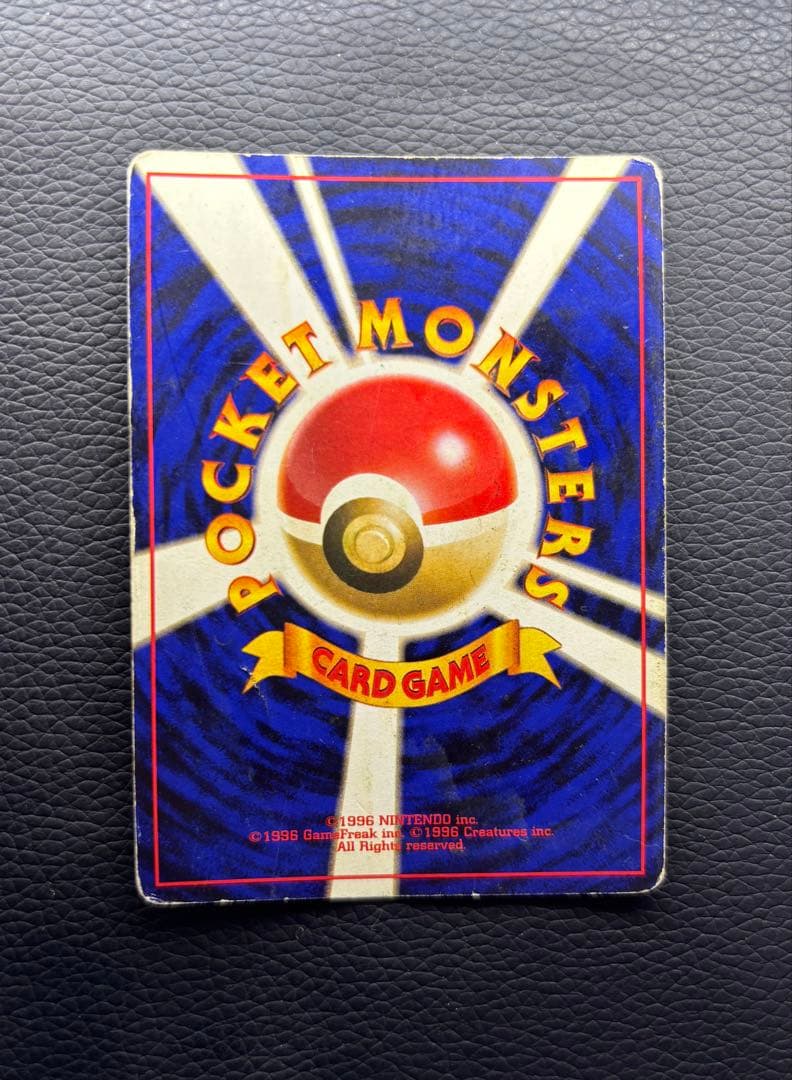 POCKET MONSTERS
CARD GAME
©1996 NINTENDO inc.
©1996 GameFreak inc. ©1996 Creatures inc.
All Rights reserved.